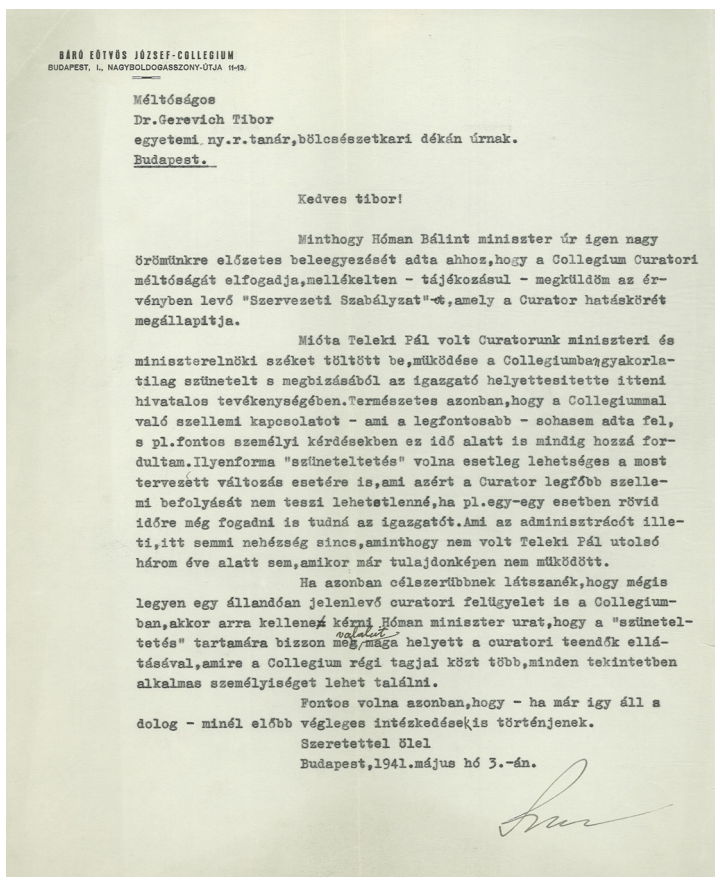 BÁRÓ EÖTVÖS JÓZSEF-COLLEGIUM
BUDAPEST, I., NAGYBOLDOGASSZONY-ÚTJA 11-13.
Méltóságos
Dr.Gerevich Tibor
egyetemi ny.r.tanár,bölcsészetkari dékán úrnak.
Budapest.
Kedves tibor!
Minthogy Hóman Bálint miniszter úr igen nagy
örömünkre előzetes beleegyezését adta ahhoz,hogy a Collegium Curatori
méltóságát elfogadja,mellékelten - tájékozásul - megküldöm az ér-
vényben levő "Szervezeti Szabályzat"-ot,amely a Curator hatáskörét
megállapitja.
Mióta Teleki Pál volt Curatorunk miniszteri és
miniszterelnöki széket töltött be,müködése a Collegiumban gyakorla-
tilag szünetelt s megbizásából az igazgató helyettesitette itteni
hivatalos tevékenységében.Természetes azonban,hogy a Collegiummal
való szellemi kapcsolatot - ami a legfontosabb - sohasem adta fel,
s pl.fontos személyi kérdésekben ez idő alatt is mindig hozzá for-
dultam.Ilyenforma "szüneteltetés" volna esetleg lehetséges a most
tervezett változás esetére is,ami azért a Curator legfőbb szelle-
mi befolyását nem teszi lehetetlenné,ha pl.egy-egy esetben rövid
időre még fogadni is tudná az igazgatót.Ami az adminisztrácót ille-
ti,itt semmi nehézség sincs,aminthogy nem volt Teleki Pál utolsó
három éve alatt sem,amikor már tulajdonképen nem müködött.
Ha azonban célszerübbnek látszanék,hogy mégis
legyen egy állandóan jelenlevő curatori felügyelet is a Collegium-
ban,akkor arra kellene kérni Hóman miniszter urat,hogy a "szünetel-
tetés" tartamára bizzon meg valakit maga helyett a curatori teendők ellá-
tásával,amire a Collegium régi tagjai közt több,minden tekintetben
alkalmas személyiséget lehet találni.
Fontos volna azonban,hogy - ha már igy áll a
dolog - minél előbb végleges intézkedések is történjenek.
Szeretettel ölel
Budapest,1941.május hó 3.-án.